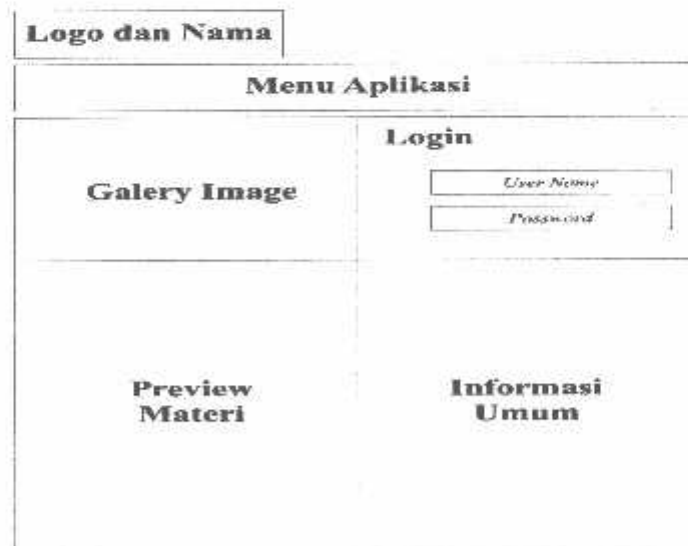 Logo dan Nama
Menu Aplikasi
Galery Image
Login
User Name
Password
Preview
Materi
Informasi
Umum